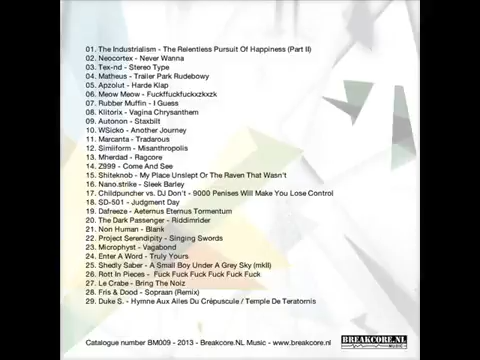 01. The Industrialism - The Relentless Pursuit Of Happiness (Part II)
02. Neocortex - Never Wanna
03. Tex-nd - Stereo Type
04. Matheus - Trailer Park Rudebowy
05. Apzolut - Harde Klap
06. Meow Meow - Fuckffuckfuckxzkxzk
07. Rubber Muffin - I Guess
08. Klitorix - Vagina Chrysanthem
09. Autonon - Staxbilt
10. WSicko - Another Journey
11. Marcanta - Tradarous
12. Simiiform - Misanthropolis
13. Mherdad - Ragcore
14. Z999 - Come And See
15. Shiteknob - My Place Unslept Or The Raven That Wasn't
16. Nano.strike - Sleek Barley
17. Childpuncher vs. DJ Don't - 9000 Penises Will Make You Lose Control
18. SD-501 - Judgment Day
19. Dafreeze - Aeternus Eternus Tormentum
20. The Dark Passenger - Riddimrider
21. Non Human - Blank
22. Project Serendipity - Singing Swords
23. Microphyst - Vagabond
24. Enter A Word - Truly Yours
25. Shedly Saber - A Small Boy Under A Grey Sky (mkII)
26. Rott In Pieces - Fuck Fuck Fuck Fuck Fuck Fuck
27. Le Crabe - Bring The Noiz
28. Fris & Dood - Sopraan (Remix)
29. Duke S. - Hymne Aux Ailes Du Crépuscule / Temple De Teratornis
Catalogue number BM009 - 2013 - Breakcore.NL Music - www.breakcore.nl
BREAKCORE.NL
MUSIC